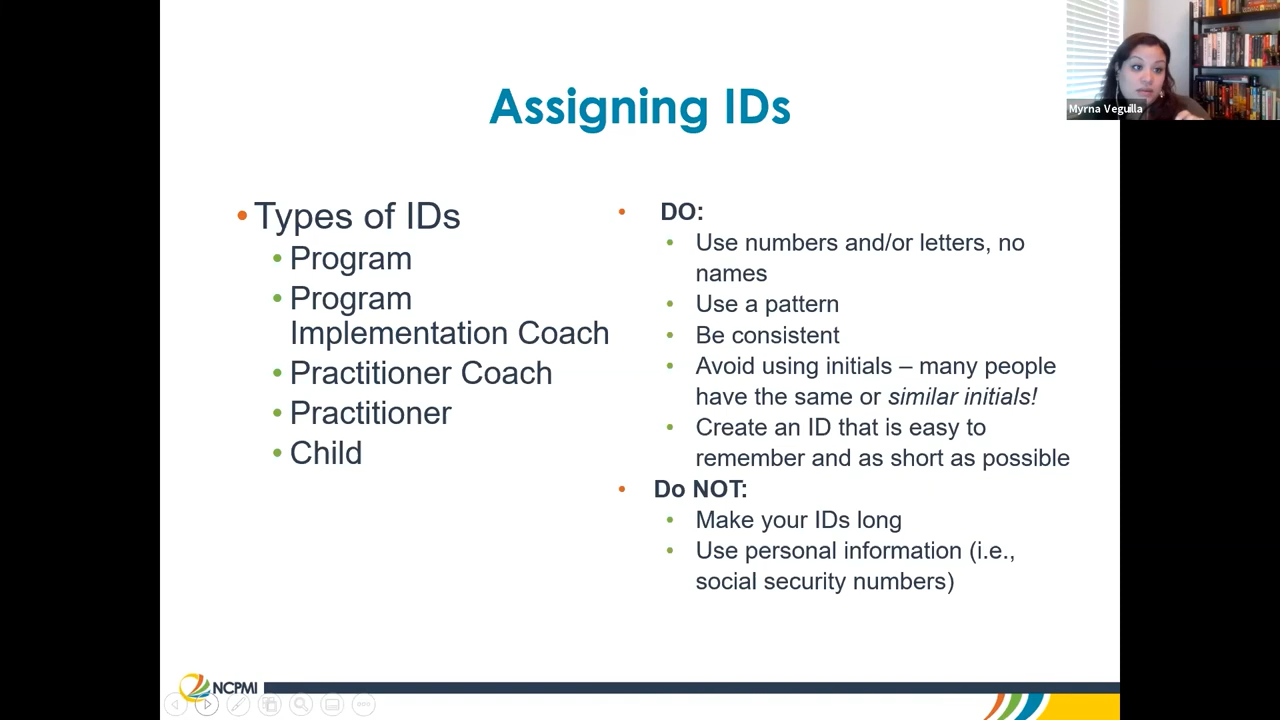 Assigning IDs
Myrna Veguilla
• Types of IDs
• Program
• Program
Implementation Coach
• Practitioner Coach
• Practitioner
• Child
• DO:
• Use numbers and/or letters, no
names
• Use a pattern
• Be consistent
• Avoid using initials – many people
have the same or similar initials!
• Create an ID that is easy to
remember and as short as possible
• Do NOT:
• Make your IDs long
• Use personal information (i.e.,
social security numbers)
NCPMI